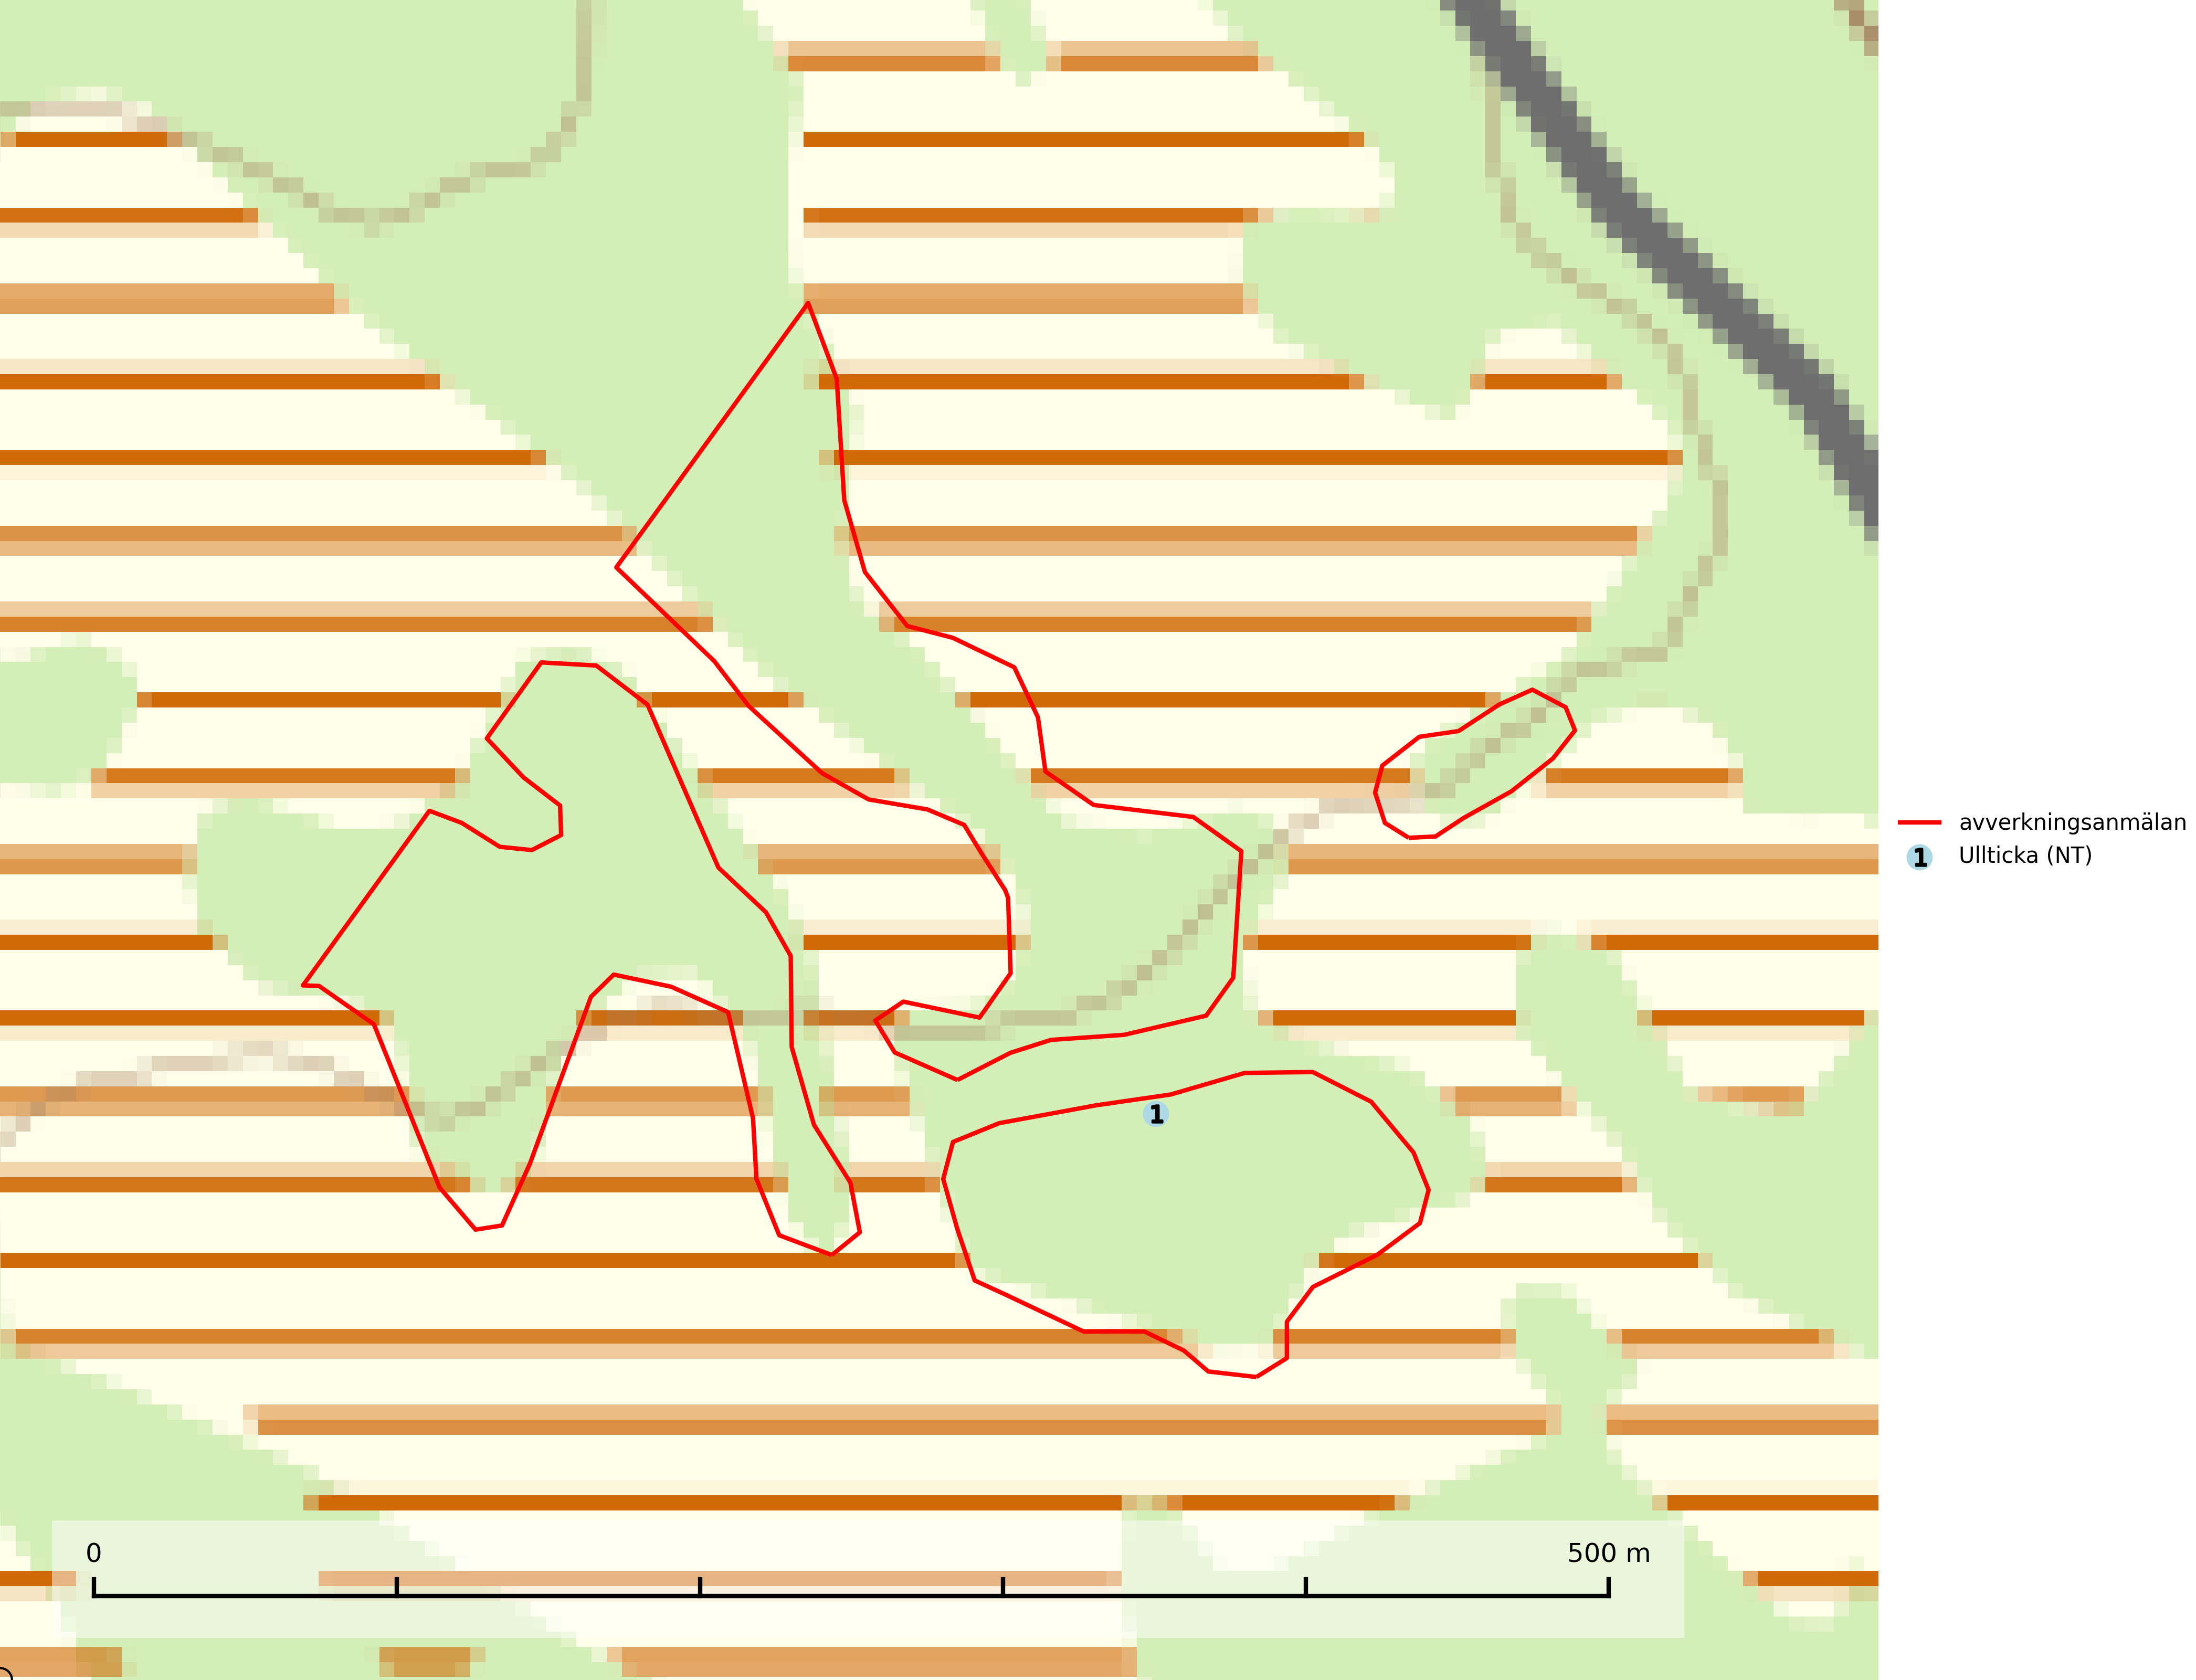 1
avverkningsanmälan
1 Ullticka (NT)
0 500 m